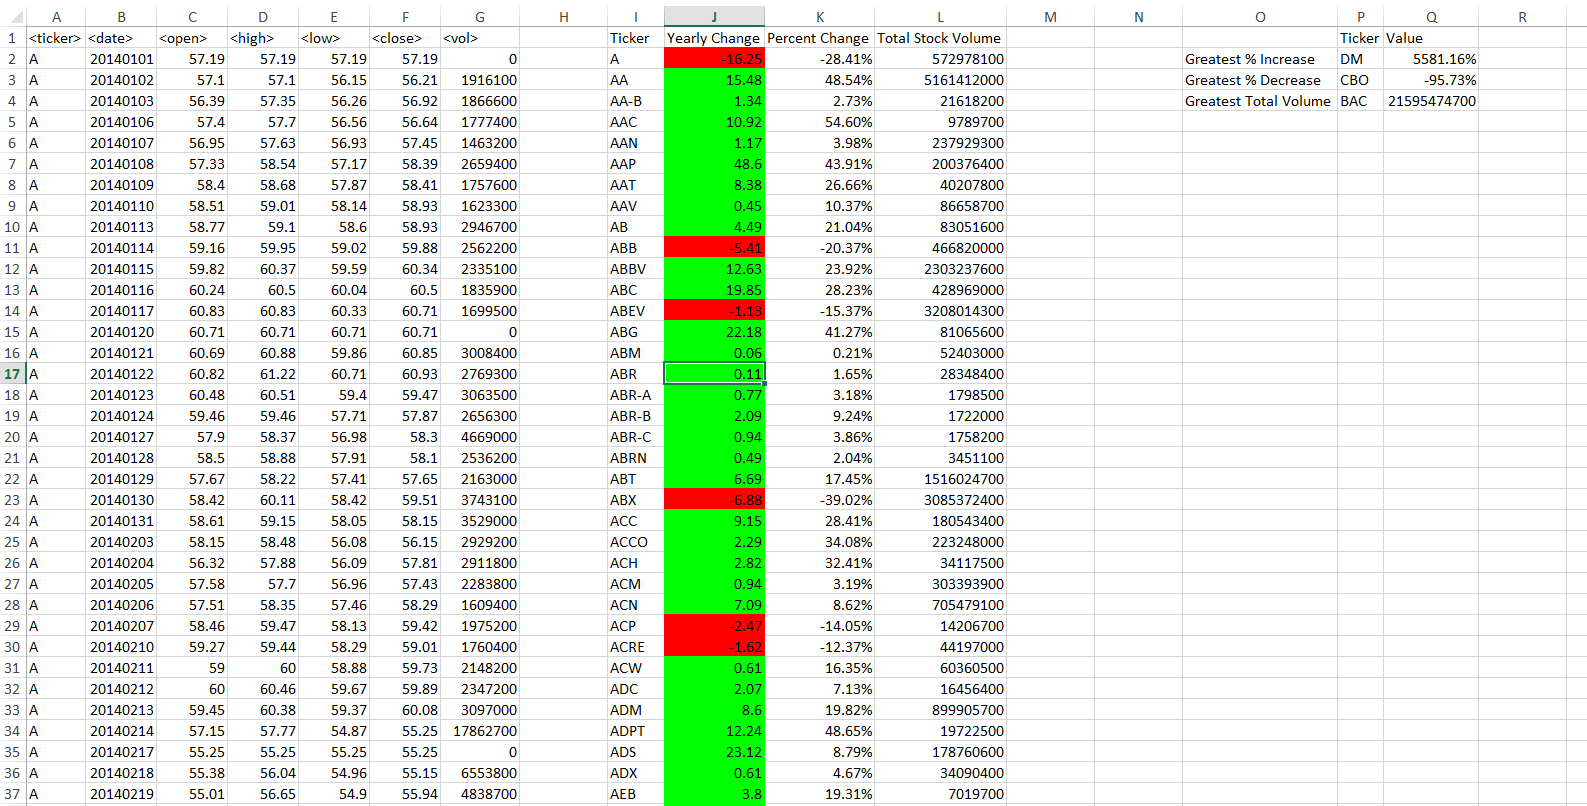 A B C D E F G H I J K L M N O P Q R
1 <ticker> <date> <open> <high> <low> <close> <vol> Ticker Yearly Change Percent Change Total Stock Volume Ticker Value
2 A 20140101 57.19 57.19 57.19 57.19 0 A -16.25 -28.41% 572978100 Greatest % Increase DM 5581.16%
3 A 20140102 57.1 57.1 56.15 56.21 1916100 AA 15.48 48.54% 5161412000 Greatest % Decrease CBO -95.73%
4 A 20140103 56.39 57.35 56.26 56.92 1866600 AA-B 1.34 2.73% 21618200 Greatest Total Volume BAC 21595474700
5 A 20140106 57.4 57.7 56.56 56.64 1777400 AAC 10.92 54.60% 9789700
6 A 20140107 56.95 57.63 56.93 57.45 1463200 AAN 1.17 3.98% 237929300
7 A 20140108 57.33 58.54 57.17 58.39 2659400 AAP 48.6 43.91% 200376400
8 A 20140109 58.4 58.68 57.87 58.41 1757600 AAT 8.38 26.66% 40207800
9 A 20140110 58.51 59.01 58.14 58.93 1623300 AAV 0.45 10.37% 86658700
10 A 20140113 58.77 59.1 58.6 58.93 2946700 AB 4.49 21.04% 83051600
11 A 20140114 59.16 59.95 59.02 59.88 2562200 ABB -5.41 -20.37% 466820000
12 A 20140115 59.82 60.37 59.59 60.34 2335100 ABBV 12.63 23.92% 2303237600
13 A 20140116 60.24 60.5 60.04 60.5 1835900 ABC 19.85 28.23% 428969000
14 A 20140117 60.83 60.83 60.33 60.71 1699500 ABEV -1.13 -15.37% 3208014300
15 A 20140120 60.71 60.71 60.71 60.71 0 ABG 22.18 41.27% 81065600
16 A 20140121 60.69 60.88 59.86 60.85 3008400 ABM 0.06 0.21% 52403000
17 A 20140122 60.82 61.22 60.71 60.93 2769300 ABR 0.11 1.65% 28348400
18 A 20140123 60.48 60.51 59.4 59.47 3063500 ABR-A 0.77 3.18% 1798500
19 A 20140124 59.46 59.46 57.71 57.87 2656300 ABR-B 2.09 9.24% 1722000
20 A 20140127 57.9 58.37 56.98 58.3 4669000 ABR-C 0.94 3.86% 1758200
21 A 20140128 58.5 58.88 57.91 58.1 2536200 ABRN 0.49 2.04% 3451100
22 A 20140129 57.67 58.22 57.41 57.65 2163000 ABT 6.69 17.45% 1516024700
23 A 20140130 58.42 60.11 58.42 59.51 3743100 ABX -6.88 -39.02% 3085372400
24 A 20140131 58.61 59.15 58.05 58.15 3529000 ACC 9.15 28.41% 180543400
25 A 20140203 58.15 58.48 56.08 56.15 2929200 ACCO 2.29 34.08% 223248000
26 A 20140204 56.32 57.88 56.09 57.81 2911800 ACH 2.82 32.41% 34117500
27 A 20140205 57.58 57.7 56.96 57.43 2283800 ACM 0.94 3.19% 303393900
28 A 20140206 57.51 58.35 57.46 58.29 1609400 ACN 7.09 8.62% 705479100
29 A 20140207 58.46 59.47 58.13 59.42 1975200 ACP -2.47 -14.05% 14206700
30 A 20140210 59.27 59.44 58.29 59.01 1760400 ACRE -1.62 -12.37% 44197000
31 A 20140211 59 60 58.88 59.73 2148200 ACW 0.61 16.35% 60360500
32 A 20140212 60 60.46 59.67 59.89 2347200 ADC 2.07 7.13% 16456400
33 A 20140213 59.45 60.38 59.37 60.08 3097000 ADM 8.6 19.82% 899905700
34 A 20140214 57.15 57.77 54.87 55.25 17862700 ADPT 12.24 48.65% 19722500
35 A 20140217 55.25 55.25 55.25 55.25 0 ADS 23.12 8.79% 178760600
36 A 20140218 55.38 56.04 54.96 55.15 6553800 ADX 0.61 4.67% 34090400
37 A 20140219 55.01 56.65 54.9 55.94 4838700 AEB 3.8 19.31% 7019700